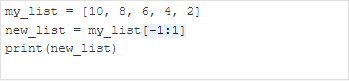 my_list = [10, 8, 6, 4, 2]
new_list = my_list[-1:1]
print(new_list)